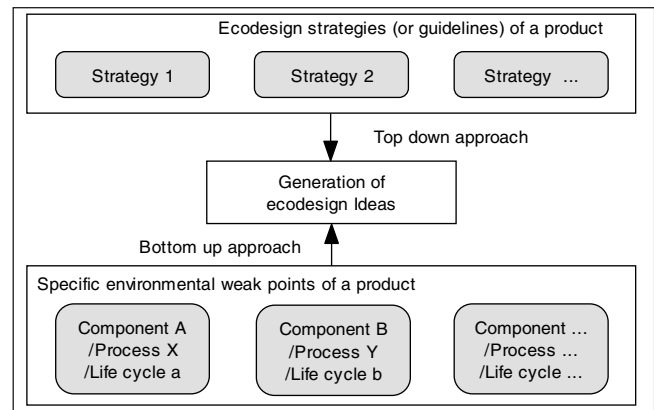 Ecodesign strategies (or guidelines) of a product
Strategy 1
Strategy 2
Strategy ...
Top down approach
Generation of
ecodesign Ideas
Bottom up approach
Specific environmental weak points of a product
Component A
/Process X
/Life cycle a
Component B
/Process Y
/Life cycle b
Component ...
/Process ...
/Life cycle ...